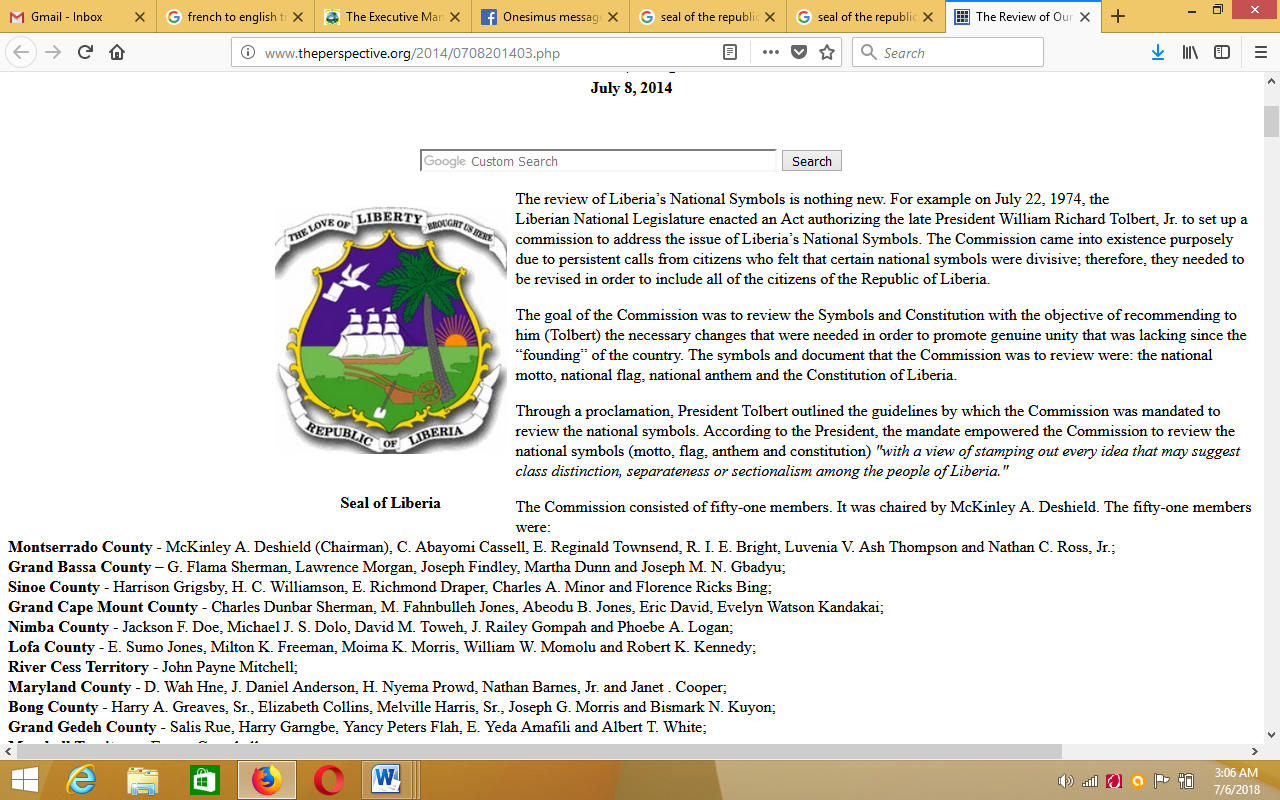 Gmail - Inbox
french to english t
The Executive Man
Onesimus messag
seal of the republic
seal of the republic
The Review of Our
www.theperspective.org/2014/0708201403.php
Search
July 8, 2014
Google Custom Search
Search
THE LOVE OF LIBERTY BROUGHT US HERE
REPUBLIC OF LIBERIA
Seal of Liberia
The review of Liberia’s National Symbols is nothing new. For example on July 22, 1974, the
Liberian National Legislature enacted an Act authorizing the late President William Richard Tolbert, Jr. to set up a
commission to address the issue of Liberia’s National Symbols. The Commission came into existence purposely
due to persistent calls from citizens who felt that certain national symbols were divisive; therefore, they needed to
be revised in order to include all of the citizens of the Republic of Liberia.
The goal of the Commission was to review the Symbols and Constitution with the objective of recommending to
him (Tolbert) the necessary changes that were needed in order to promote genuine unity that was lacking since the
“founding” of the country. The symbols and document that the Commission was to review were: the national
motto, national flag, national anthem and the Constitution of Liberia.
Through a proclamation, President Tolbert outlined the guidelines by which the Commission was mandated to
review the national symbols. According to the President, the mandate empowered the Commission to review the
national symbols (motto, flag, anthem and constitution) "with a view of stamping out every idea that may suggest
class distinction, separateness or sectionalism among the people of Liberia."
The Commission consisted of fifty-one members. It was chaired by McKinley A. Deshield. The fifty-one members
were:
Montserrado County - McKinley A. Deshield (Chairman), C. Abayomi Cassell, E. Reginald Townsend, R. I. E. Bright, Luvenia V. Ash Thompson and Nathan C. Ross, Jr.;
Grand Bassa County – G. Flama Sherman, Lawrence Morgan, Joseph Findley, Martha Dunn and Joseph M. N. Gbadyu;
Sinoe County - Harrison Grigsby, H. C. Williamson, E. Richmond Draper, Charles A. Minor and Florence Ricks Bing;
Grand Cape Mount County - Charles Dunbar Sherman, M. Fahnbulleh Jones, Abeodu B. Jones, Eric David, Evelyn Watson Kandakai;
Nimba County - Jackson F. Doe, Michael J. S. Dolo, David M. Toweh, J. Railey Gompah and Phoebe A. Logan;
Lofa County - E. Sumo Jones, Milton K. Freeman, Moima K. Morris, William W. Momolu and Robert K. Kennedy;
River Cess Territory - John Payne Mitchell;
Maryland County - D. Wah Hne, J. Daniel Anderson, H. Nyema Prowd, Nathan Barnes, Jr. and Janet . Cooper;
Bong County - Harry A. Greaves, Sr., Elizabeth Collins, Melville Harris, Sr., Joseph G. Morris and Bismark N. Kuyon;
Grand Gedeh County - Salis Rue, Harry Garngbe, Yancy Peters Flah, E. Yeda Amafili and Albert T. White;
3:06 AM
7/6/2018